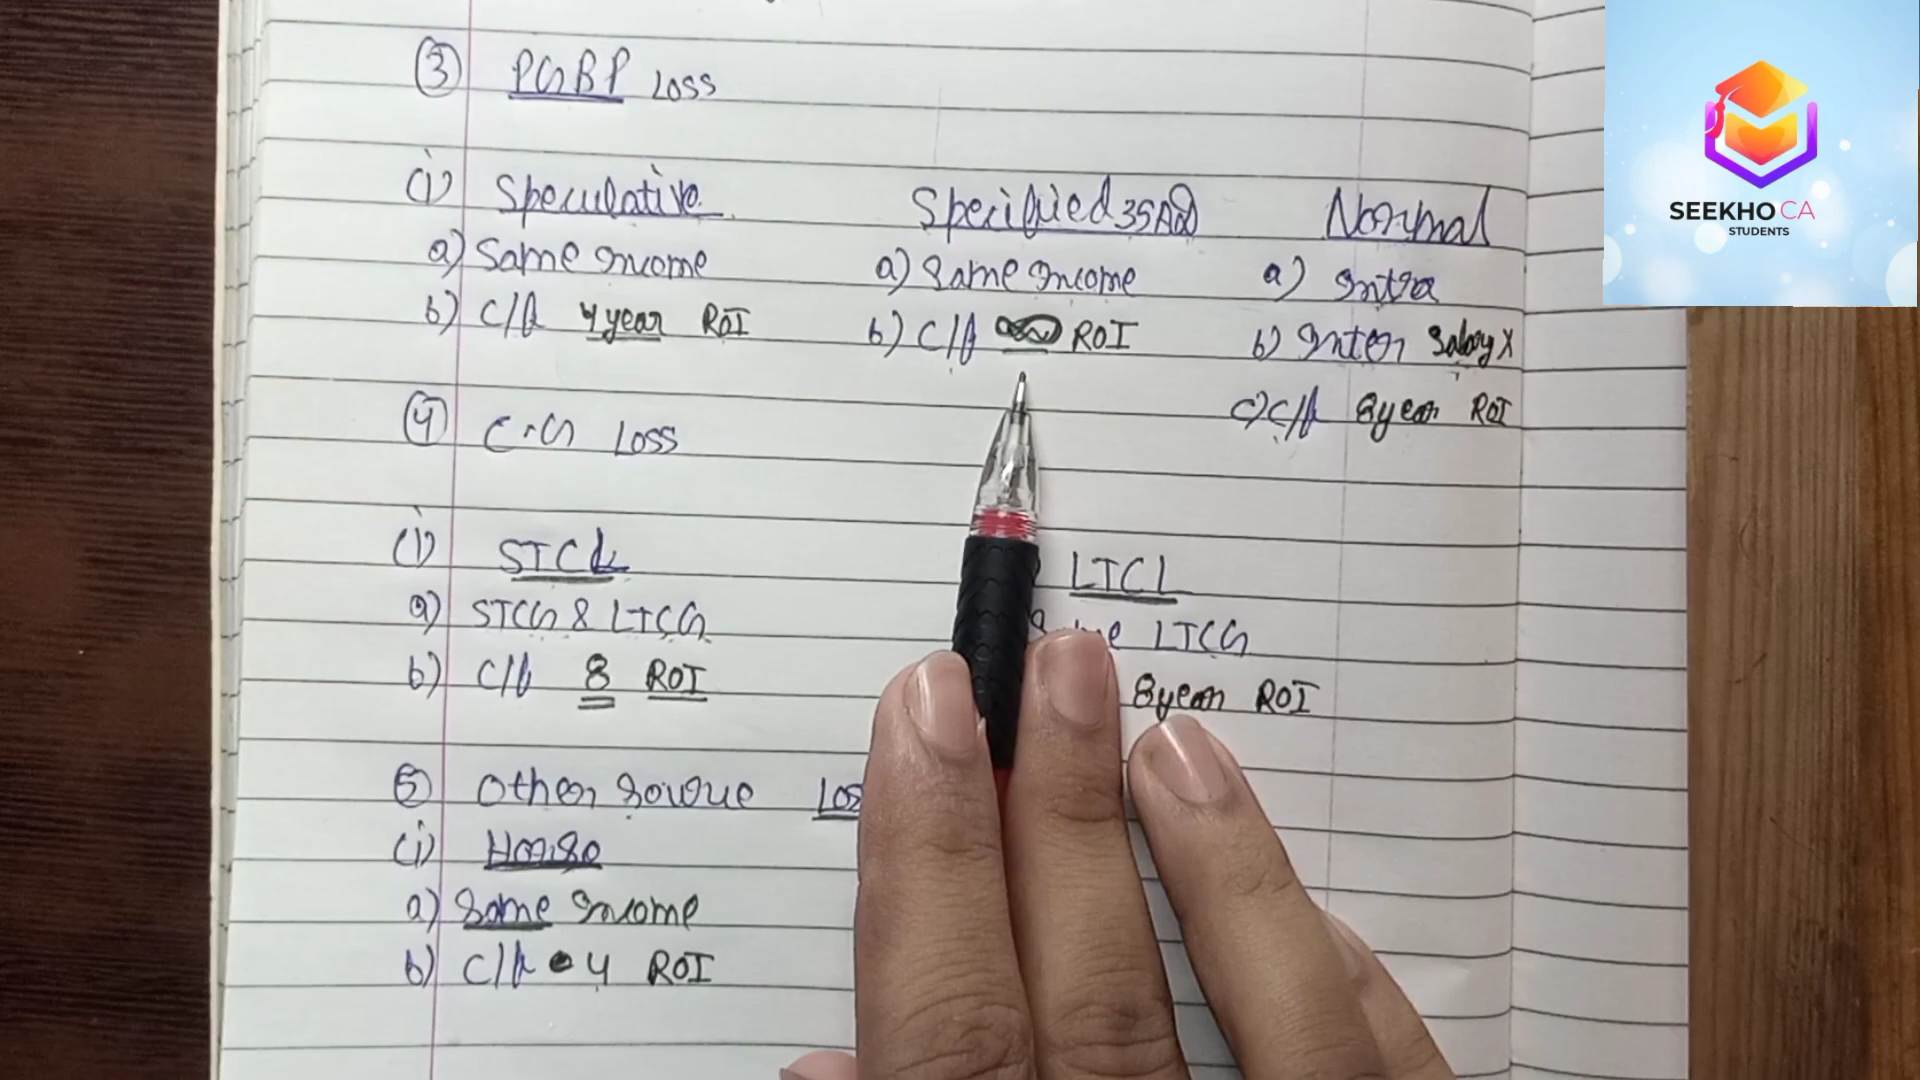 ③ PGBP Loss
(i) Speculative Specified 35AD Normal
a) Same Income a) Same Income a) Intra
b) C/f 4 year ROI b) C/f ∞ ROI b) Inter Salary X
c) C/f 8 year ROI
④ C.G Loss
(i) STCL LTCL
a) STCG & LTCG LTCG
b) C/f 8 ROI 8 year ROI
⑤ Other Source Los
(i) Horse
a) Same Income
b) C/f 4 ROI
SEEKHO CA
STUDENTS